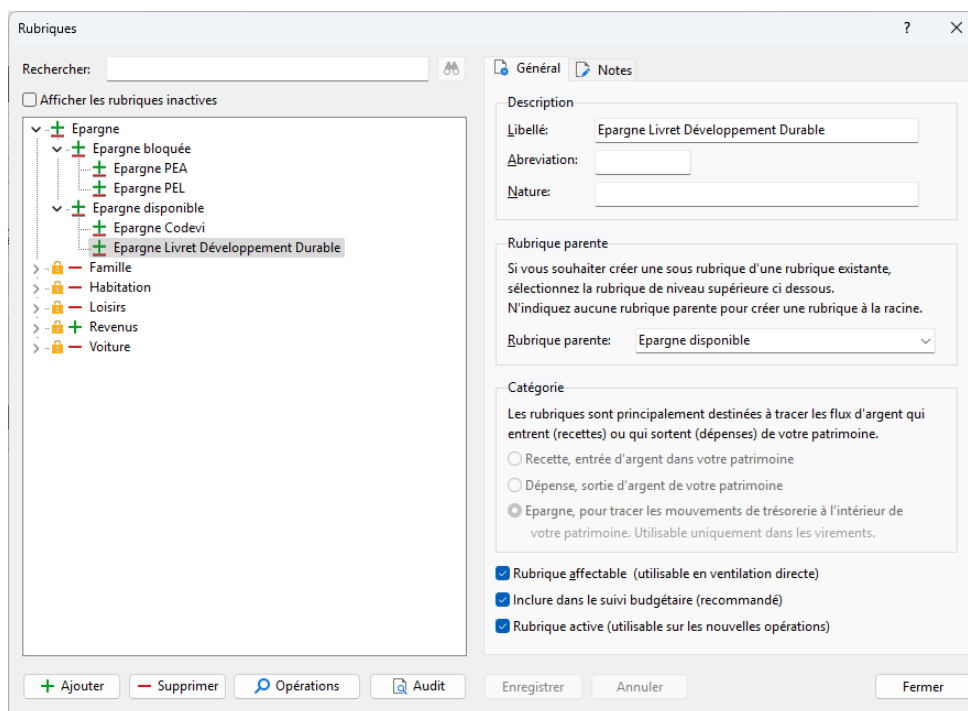 Rubriques
?
Rechercher:
Afficher les rubriques inactives
Epargne
Epargne bloquée
Epargne PEA
Epargne PEL
Epargne disponible
Epargne Codevi
Epargne Livret Développement Durable
Famille
Habitation
Loisirs
Revenus
Voiture
Ajouter
Supprimer
Opérations
Audit
Général
Notes
Description
Libellé:
Epargne Livret Développement Durable
Abreviation:
Nature:
Rubrique parente
Si vous souhaiter créer une sous rubrique d'une rubrique existante,
sélectionnez la rubrique de niveau supérieure ci dessous.
N'indiquez aucune rubrique parente pour créer une rubrique à la racine.
Rubrique parente:
Epargne disponible
Catégorie
Les rubriques sont principalement destinées à tracer les flux d'argent qui
entrent (recettes) ou qui sortent (dépenses) de votre patrimoine.
Recette, entrée d'argent dans votre patrimoine
Dépense, sortie d'argent de votre patrimoine
Epargne, pour tracer les mouvements de trésorerie à l'intérieur de
votre patrimoine. Utilisable uniquement dans les virements.
Rubrique affectable (utilisable en ventilation directe)
Inclure dans le suivi budgétaire (recommandé)
Rubrique active (utilisable sur les nouvelles opérations)
Enregistrer
Annuler
Fermer